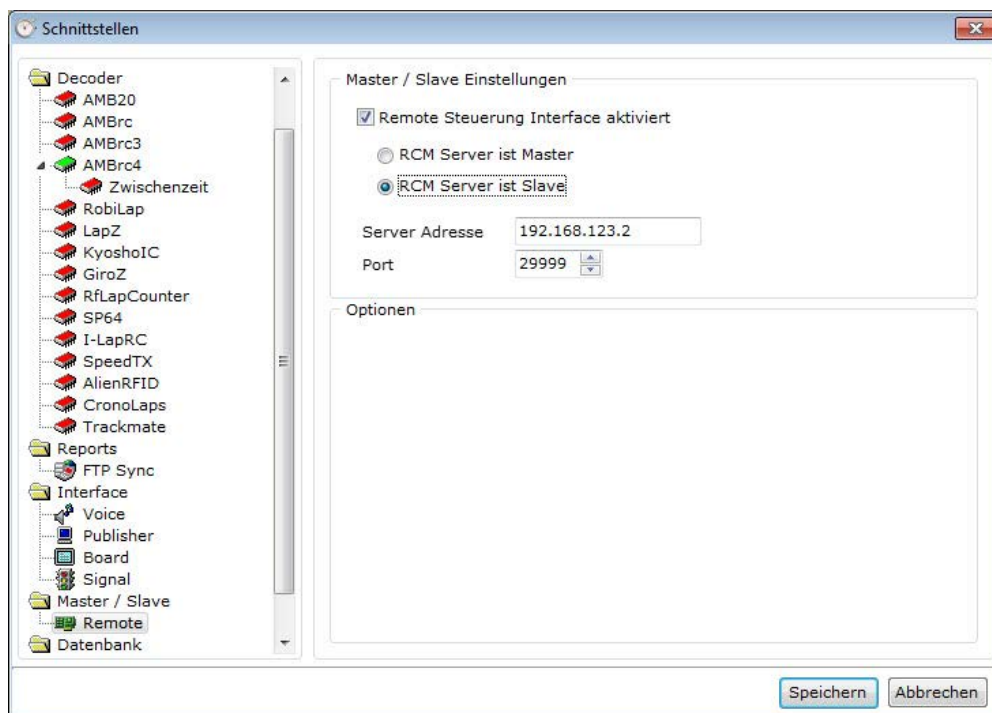 Schnittstellen
Decoder
AMB20
AMBrc
AMBrc3
AMBrc4
Zwischenzeit
RobiLap
LapZ
KyoshoIC
GiroZ
RfLapCounter
SP64
I-LapRC
SpeedTX
AlienRFID
CronoLaps
Trackmate
Reports
FTP Sync
Interface
Voice
Publisher
Board
Signal
Master / Slave
Remote
Datenbank
Master / Slave Einstellungen
Remote Steuerung Interface aktiviert
RCM Server ist Master
RCM Server ist Slave
Server Adresse 192.168.123.2
Port 29999
Optionen
Speichern Abbrechen